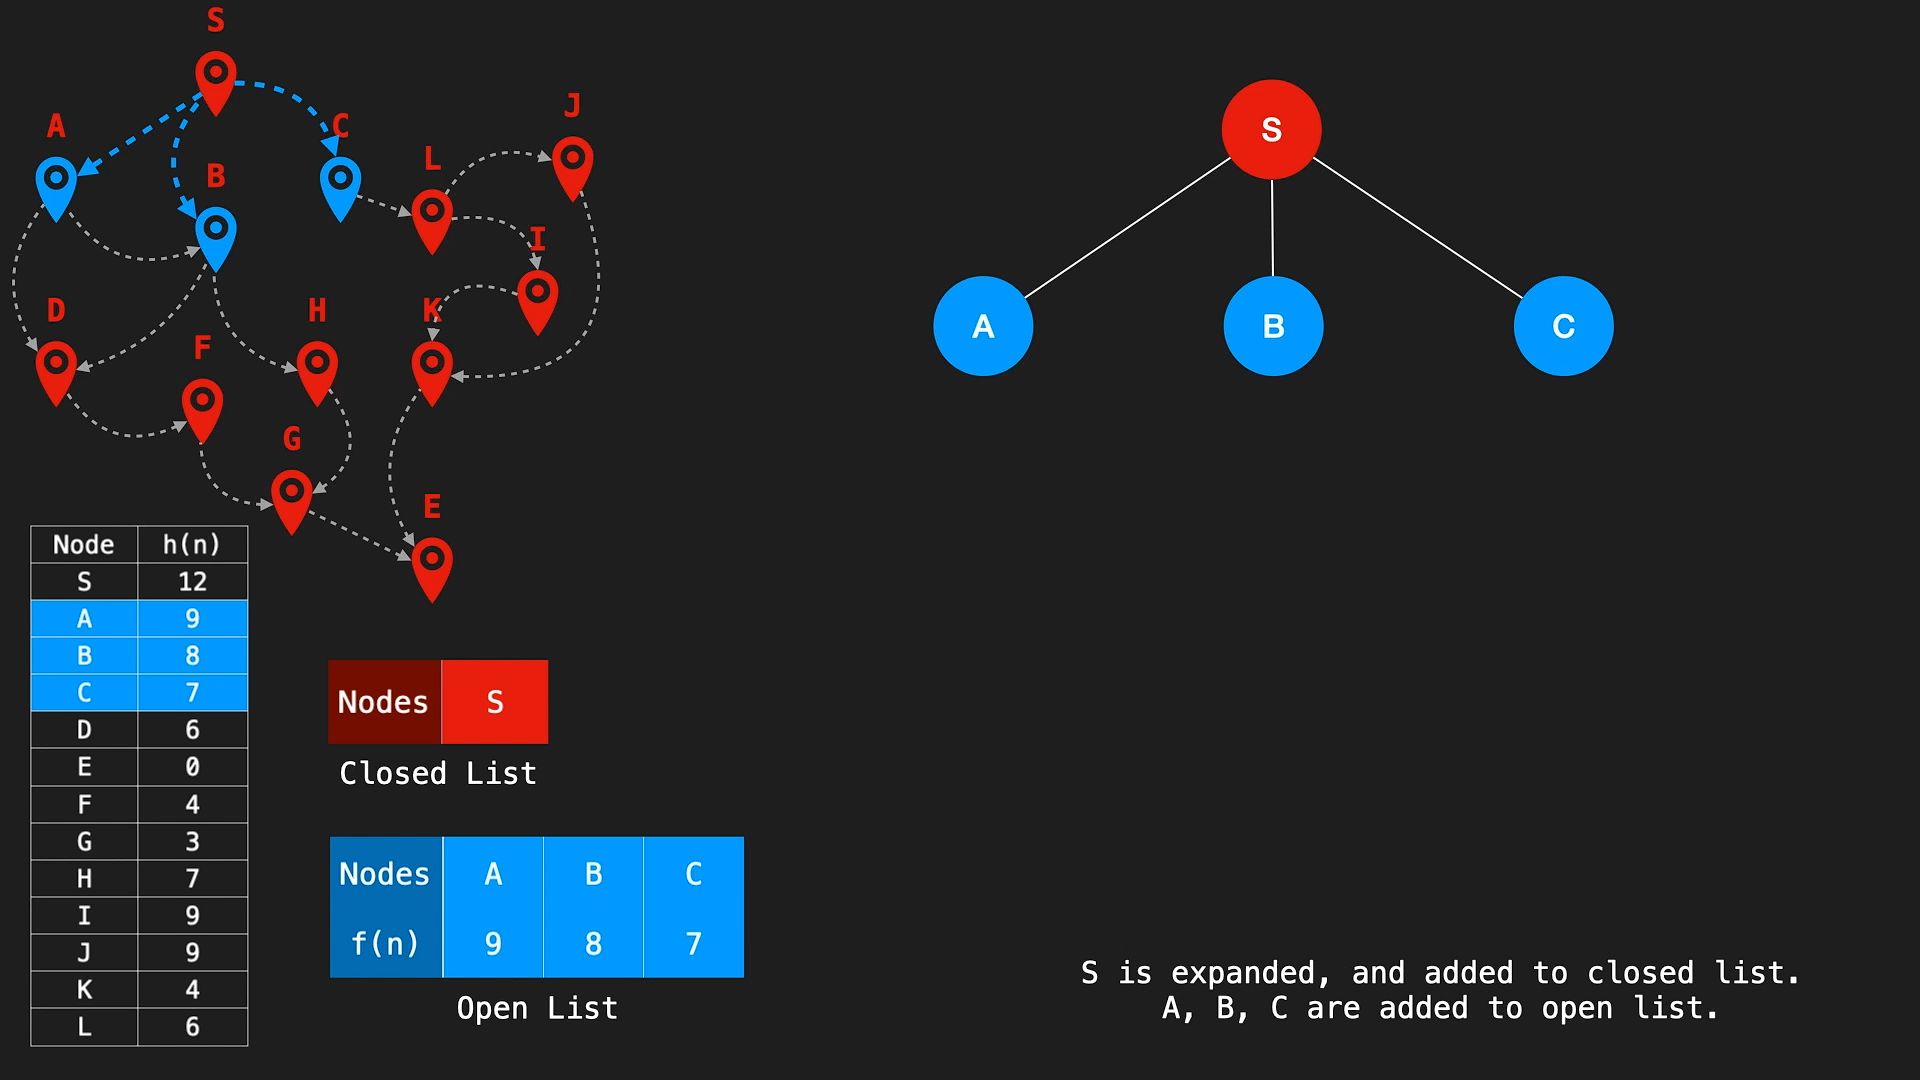 S
J
A
C
L
B
I
D
H
K
F
G
E
S
A B C
Node h(n)
S 12
A 9
B 8
C 7
D 6
E 0
F 4
G 3
H 7
I 9
J 9
K 4
L 6
Nodes S
Closed List
Nodes A B C
f(n) 9 8 7
Open List
S is expanded, and added to closed list.
A, B, C are added to open list.